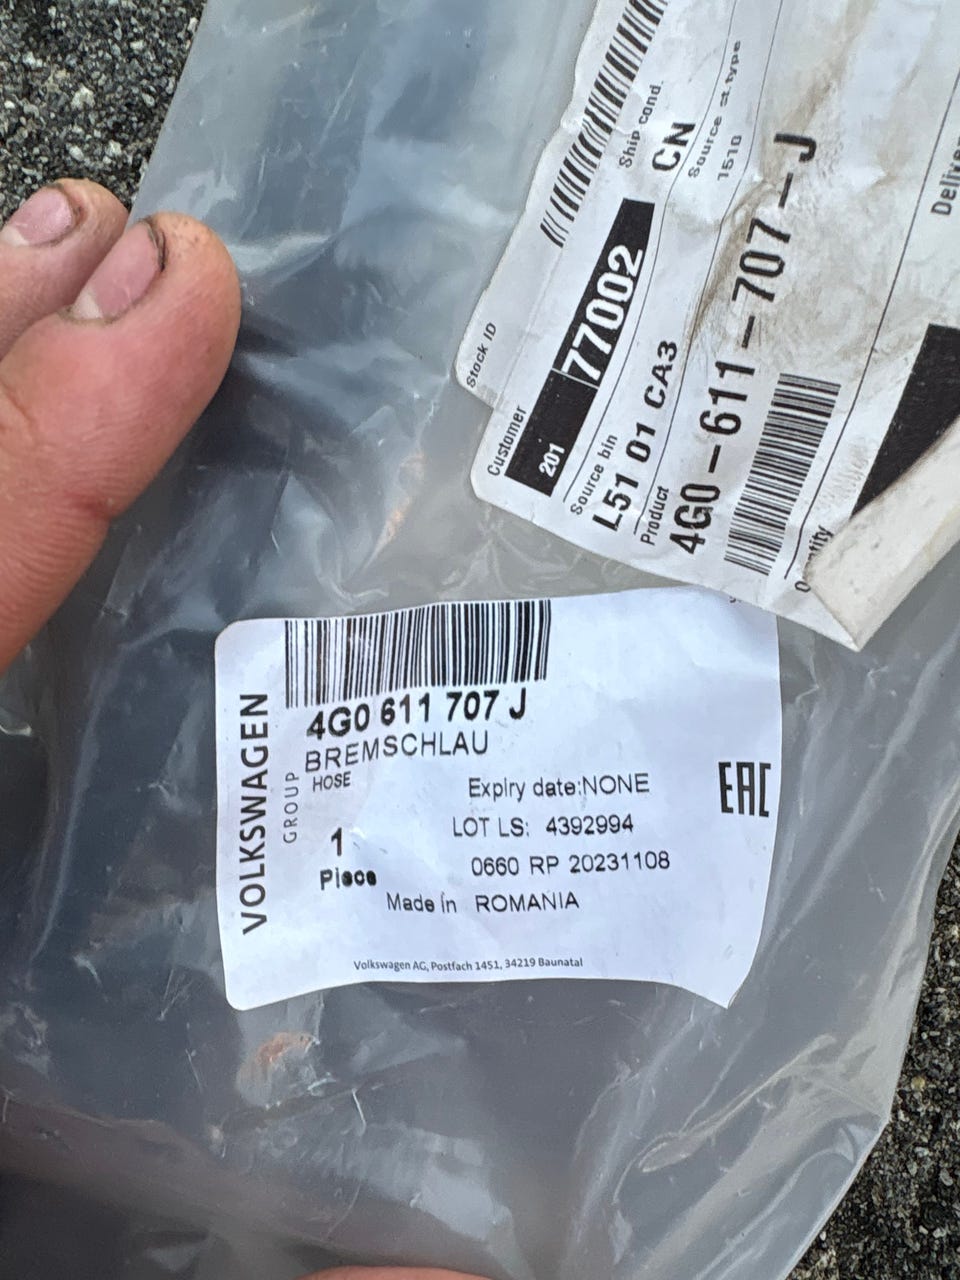 Ship cond.
CN
Source st.type
1510
Stock ID
Customer
201 77002
Source bin
L51 01 CA3
Product
4G0-611-707-J
Deliver
VOLKSWAGEN
GROUP
4G0 611 707 J
BREMSCHLAU
HOSE
Expiry date:NONE
LOT LS: 4392994
1
Piece
0660 RP 20231108
Made in ROMANIA
EAC
Volkswagen AG, Postfach 1451, 34219 Baunatal